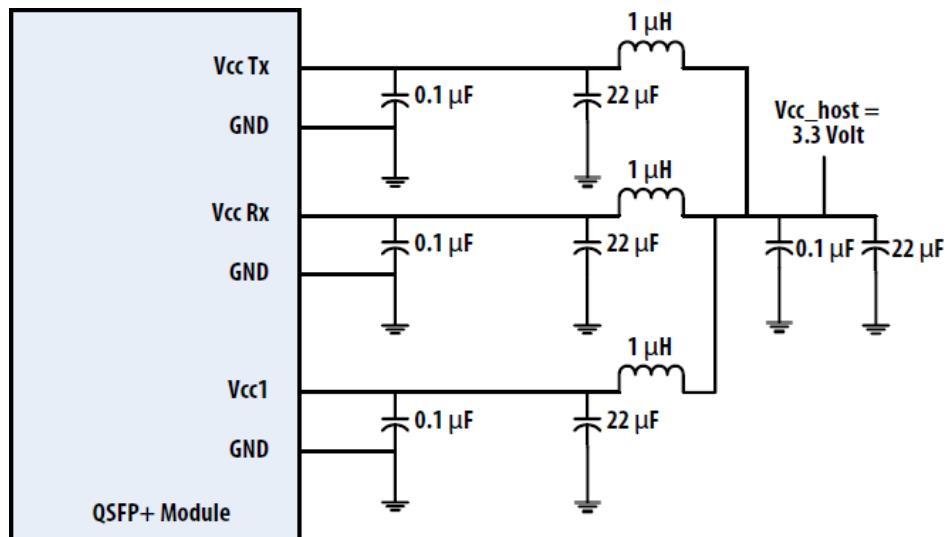 1 μH
Vcc Tx
0.1 μF
22 μF
GND
Vcc_host =
3.3 Volt
1 μH
Vcc Rx
0.1 μF
22 μF
0.1 μF
22 μF
GND
1 μH
Vcc1
0.1 μF
22 μF
GND
QSFP+ Module